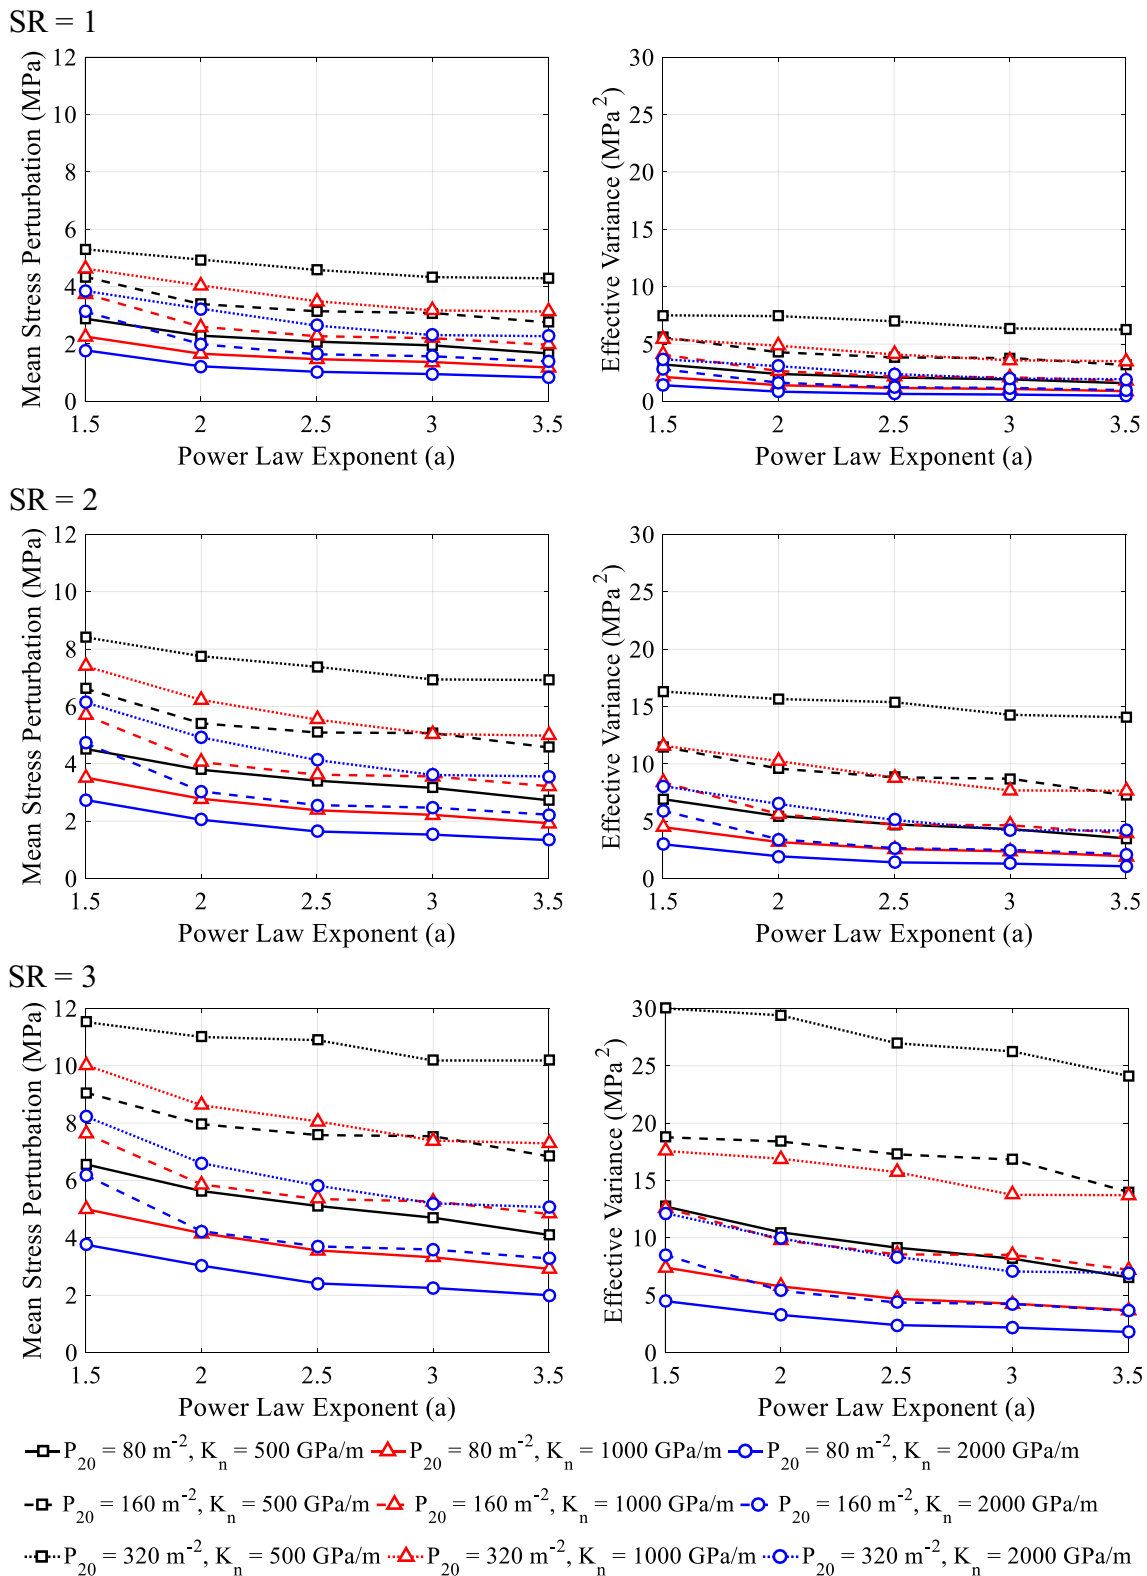 SR = 1
Mean Stress Perturbation (MPa)
12
10
8
6
4
2
0
1.5 2 2.5 3 3.5
Power Law Exponent (a)
Effective Variance (MPa²)
30
25
20
15
10
5
0
1.5 2 2.5 3 3.5
Power Law Exponent (a)
SR = 2
Mean Stress Perturbation (MPa)
12
10
8
6
4
2
0
1.5 2 2.5 3 3.5
Power Law Exponent (a)
Effective Variance (MPa²)
30
25
20
15
10
5
0
1.5 2 2.5 3 3.5
Power Law Exponent (a)
SR = 3
Mean Stress Perturbation (MPa)
12
10
8
6
4
2
0
1.5 2 2.5 3 3.5
Power Law Exponent (a)
Effective Variance (MPa²)
30
25
20
15
10
5
0
1.5 2 2.5 3 3.5
Power Law Exponent (a)
P₂₀ = 80 m⁻², Kₙ = 500 GPa/m P₂₀ = 80 m⁻², Kₙ = 1000 GPa/m P₂₀ = 80 m⁻², Kₙ = 2000 GPa/m
P₂₀ = 160 m⁻², Kₙ = 500 GPa/m P₂₀ = 160 m⁻², Kₙ = 1000 GPa/m P₂₀ = 160 m⁻², Kₙ = 2000 GPa/m
P₂₀ = 320 m⁻², Kₙ = 500 GPa/m P₂₀ = 320 m⁻², Kₙ = 1000 GPa/m P₂₀ = 320 m⁻², Kₙ = 2000 GPa/m